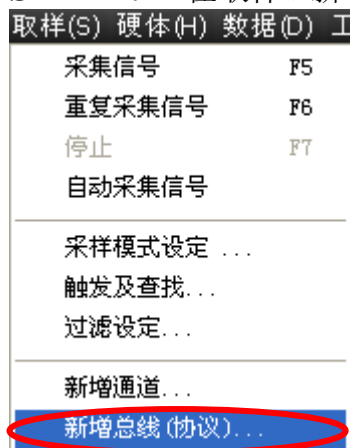 取样(S) 硬体(H) 数据(D) 工
采集信号 F5
重复采集信号 F6
停止 F7
自动采集信号
采样模式设定 ...
触发及查找...
过滤设定...
新增通道...
新增总线(协议)...